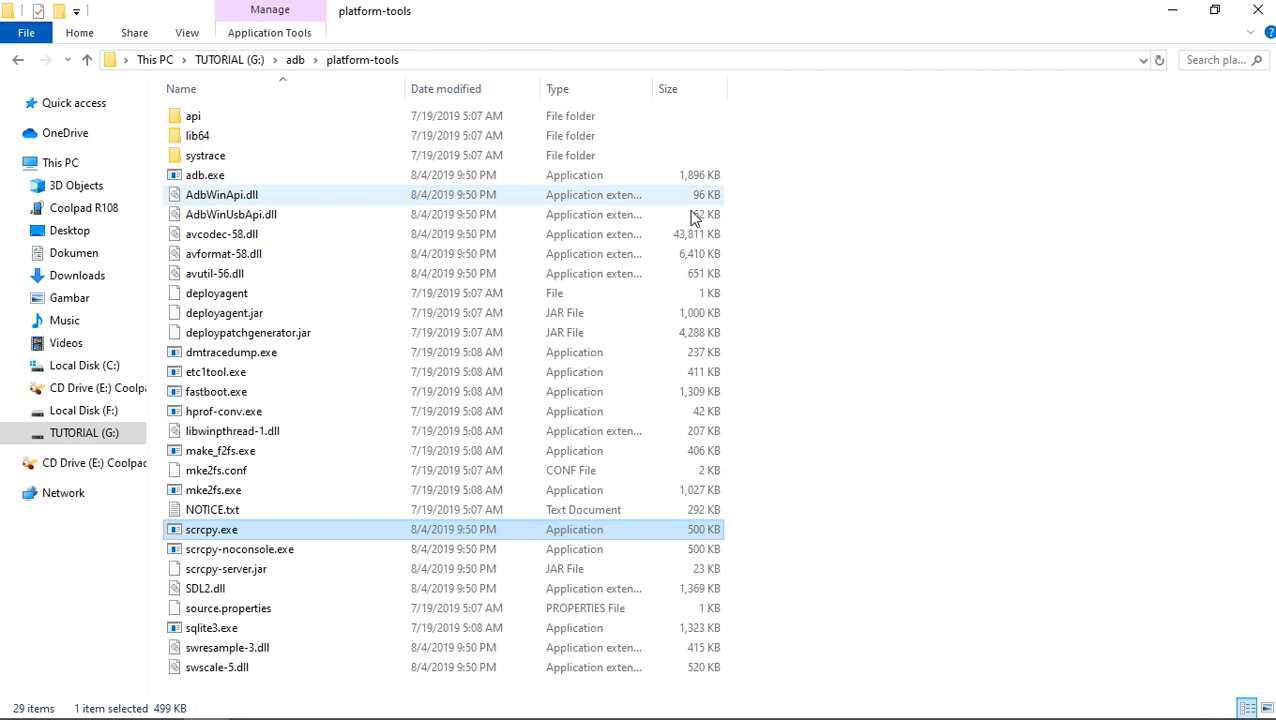 Manage
platform-tools
File
Home
Share
View
Application Tools
This PC
TUTORIAL (G:)
adb
platform-tools
Search pla...
Name
Date modified
Type
Size
Quick access
OneDrive
This PC
3D Objects
Coolpad R108
Desktop
Dokumen
Downloads
Gambar
Music
Videos
Local Disk (C:)
CD Drive (E:) Coolpa
Local Disk (F:)
TUTORIAL (G:)
CD Drive (E:) Coolpad
Network
api 7/19/2019 5:07 AM File folder
lib64 7/19/2019 5:07 AM File folder
systrace 7/19/2019 5:07 AM File folder
adb.exe 8/4/2019 9:50 PM Application 1,896 KB
AdbWinApi.dll 8/4/2019 9:50 PM Application exten... 96 KB
AdbWinUsbApi.dll 8/4/2019 9:50 PM Application exten... KB
avcodec-58.dll 8/4/2019 9:50 PM Application exten... 43,811 KB
avformat-58.dll 8/4/2019 9:50 PM Application exten... 6,410 KB
avutil-56.dll 8/4/2019 9:50 PM Application exten... 651 KB
deployagent 7/19/2019 5:07 AM File 1 KB
deployagent.jar 7/19/2019 5:07 AM JAR File 1,000 KB
deploypatchgenerator.jar 7/19/2019 5:07 AM JAR File 4,288 KB
dmtracedump.exe 7/19/2019 5:08 AM Application 237 KB
etc1tool.exe 7/19/2019 5:08 AM Application 411 KB
fastboot.exe 7/19/2019 5:08 AM Application 1,309 KB
hprof-conv.exe 7/19/2019 5:08 AM Application 42 KB
libwinpthread-1.dll 7/19/2019 5:08 AM Application exten... 207 KB
make_f2fs.exe 7/19/2019 5:08 AM Application 406 KB
mke2fs.conf 7/19/2019 5:07 AM CONF File 2 KB
mke2fs.exe 7/19/2019 5:08 AM Application 1,027 KB
NOTICE.txt 7/19/2019 5:07 AM Text Document 292 KB
scrcpy.exe 8/4/2019 9:50 PM Application 500 KB
scrcpy-noconsole.exe 8/4/2019 9:50 PM Application 500 KB
scrcpy-server.jar 8/4/2019 9:50 PM JAR File 23 KB
SDL2.dll 8/4/2019 9:50 PM Application exten... 1,369 KB
source.properties 7/19/2019 5:07 AM PROPERTIES File 1 KB
sqlite3.exe 7/19/2019 5:08 AM Application 1,323 KB
swresample-3.dll 8/4/2019 9:50 PM Application exten... 415 KB
swscale-5.dll 8/4/2019 9:50 PM Application exten... 520 KB
29 items 1 item selected 499 KB